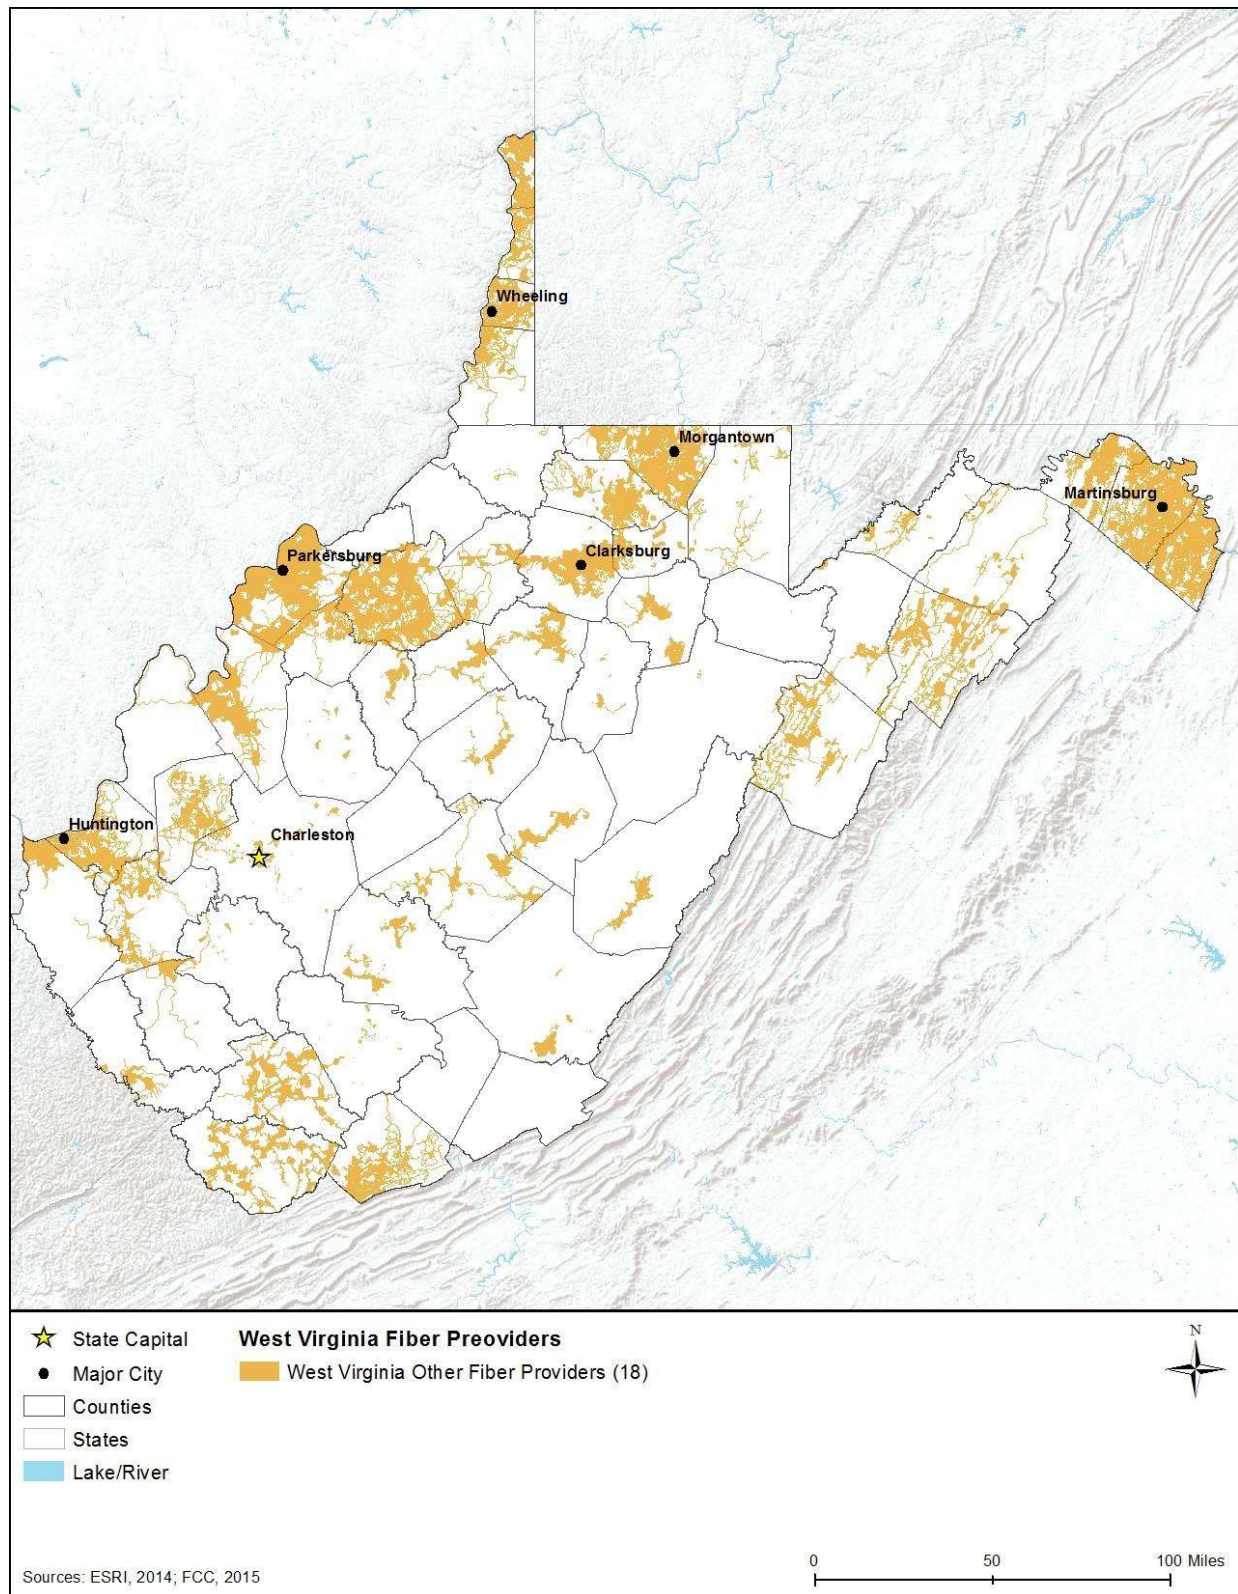 Wheeling
Morgantown
Martinsburg
Parkersburg
Clarksburg
Huntington
Charleston
State Capital
Major City
Counties
States
Lake/River
West Virginia Fiber Preoviders
West Virginia Other Fiber Providers (18)
N
0 50 100 Miles
Sources: ESRI, 2014; FCC, 2015